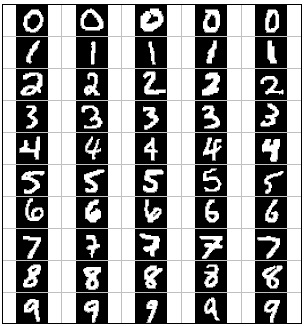 0 0 0 0 0
1 1 1 1 1
2 2 2 2 2
3 3 3 3 3
4 4 4 4 4
5 5 5 5 5
6 6 6 6 6
7 7 7 7 7
8 8 8 8 8
9 9 9 9 9